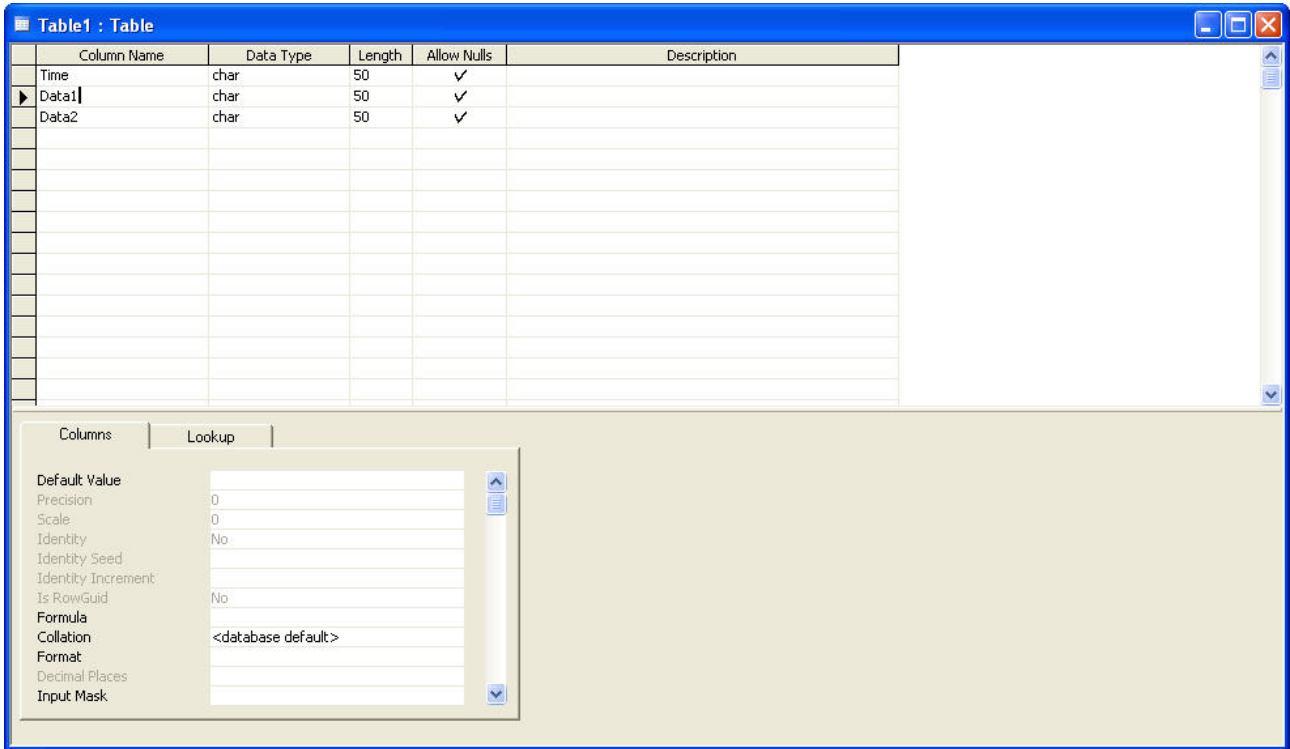 Table1 : Table
Column Name Data Type Length Allow Nulls Description
Time char 50
Data1 char 50
Data2 char 50
Columns Lookup
Default Value
Precision 0
Scale 0
Identity No
Identity Seed
Identity Increment
Is RowGuid No
Formula
Collation <database default>
Format
Decimal Places
Input Mask